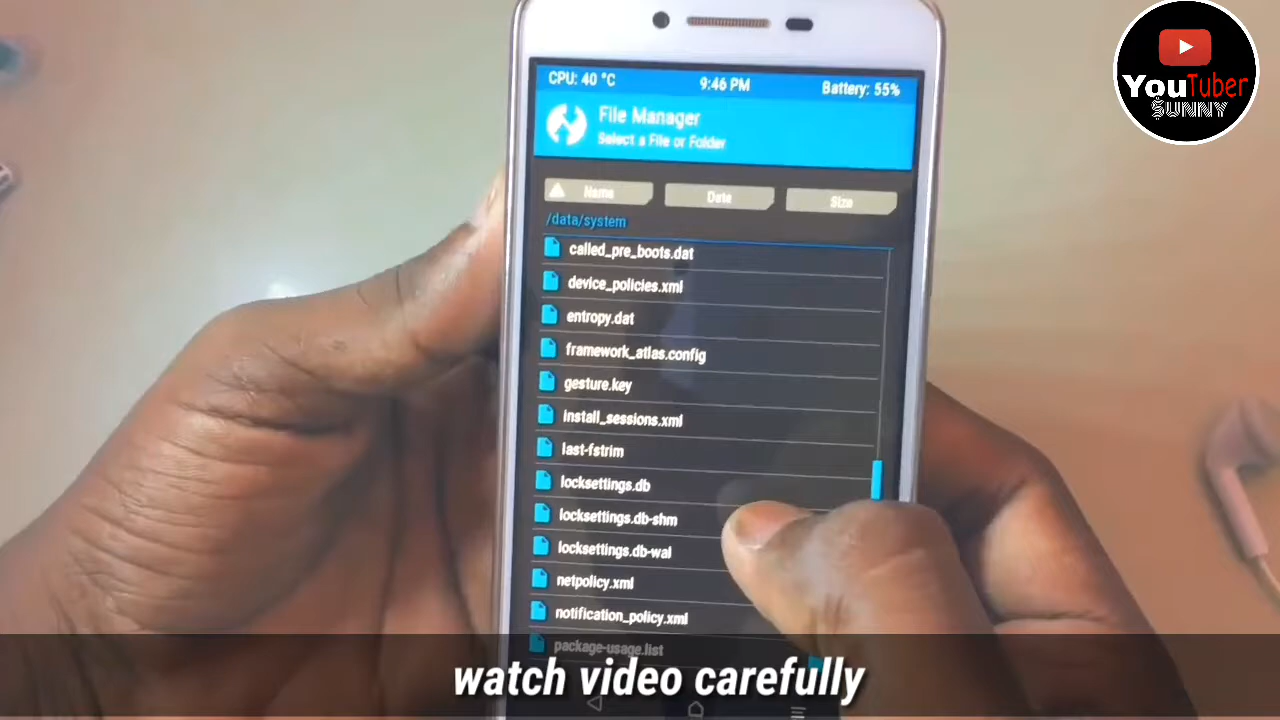 CPU: 40 °C 9:46 PM Battery: 55%
File Manager
Select a File or Folder
Name Date Size
/data/system
called_pre_boots.dat
device_policies.xml
entropy.dat
framework_atlas.config
gesture.key
install_sessions.xml
last-fstrim
locksettings.db
locksettings.db-shm
locksettings.db-wal
netpolicy.xml
notification_policy.xml
package-usage.list
watch video carefully
YouTuber
$UNNY